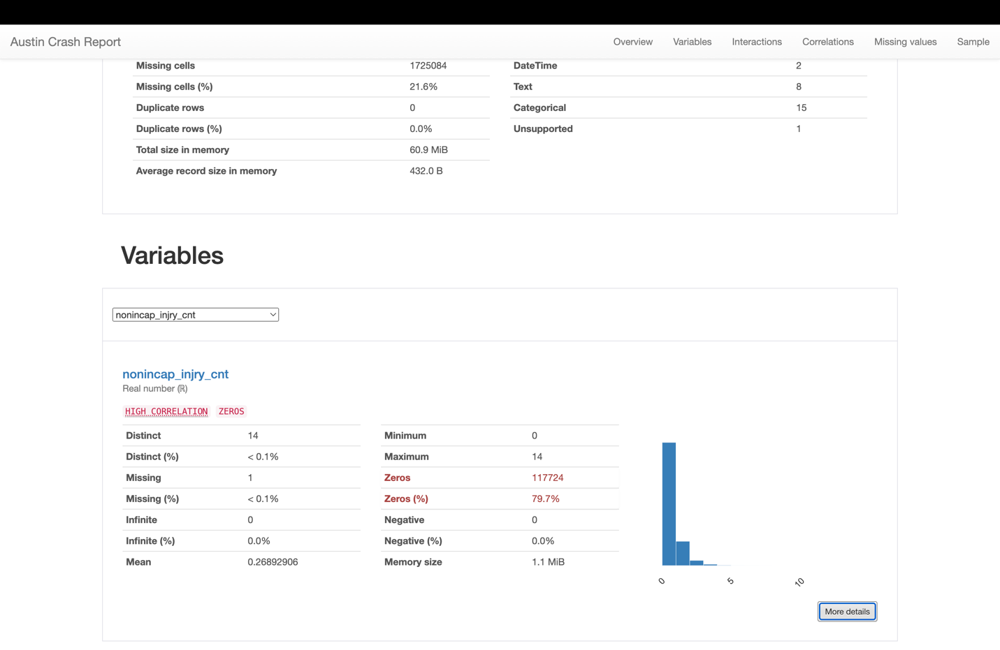 Austin Crash Report
Overview Variables Interactions Correlations Missing values Sample
Missing cells 1725084
Missing cells (%) 21.6%
Duplicate rows 0
Duplicate rows (%) 0.0%
Total size in memory 60.9 MiB
Average record size in memory 432.0 B
DateTime 2
Text 8
Categorical 15
Unsupported 1
Variables
nonincap_injry_cnt
nonincap_injry_cnt
Real number (ℝ)
HIGH CORRELATION ZEROS
Distinct 14
Distinct (%) < 0.1%
Missing 1
Missing (%) < 0.1%
Infinite 0
Infinite (%) 0.0%
Mean 0.26892906
Minimum 0
Maximum 14
Zeros 117724
Zeros (%) 79.7%
Negative 0
Negative (%) 0.0%
Memory size 1.1 MiB
0 5 10
More details